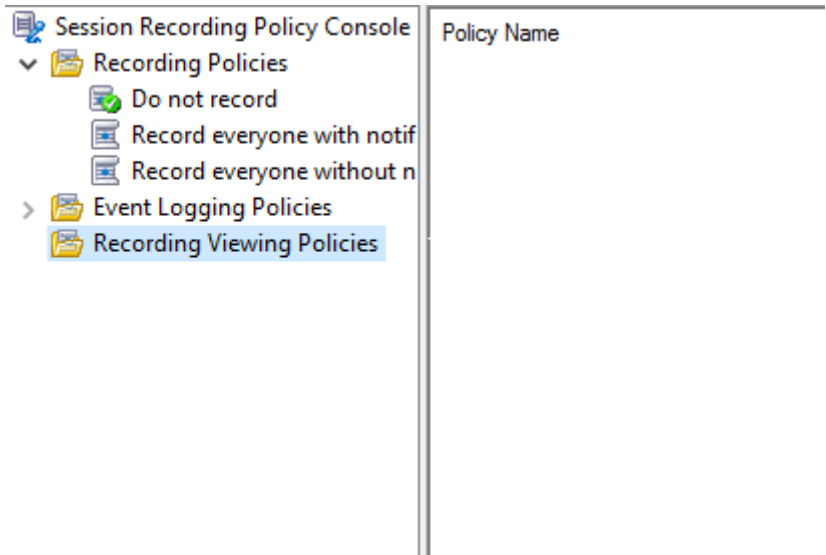 Session Recording Policy Console
Policy Name
Recording Policies
Do not record
Record everyone with notif
Record everyone without n
Event Logging Policies
Recording Viewing Policies